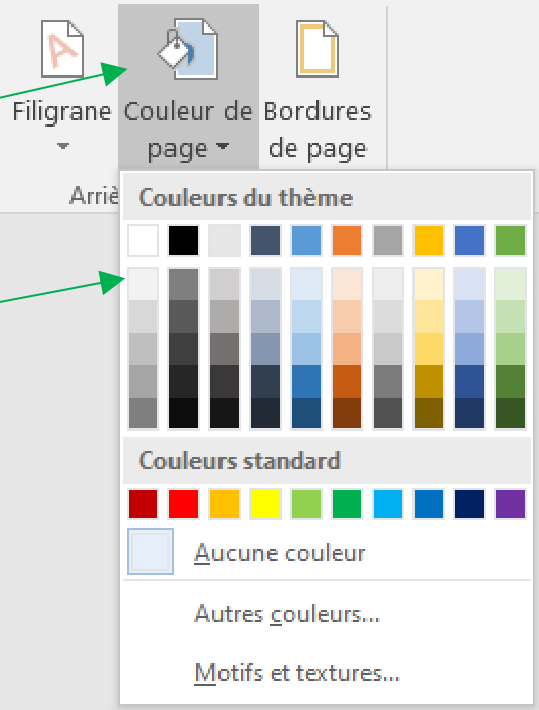 Filigrane
Couleur de
page
Bordures
de page
Arriè
Couleurs du thème
Couleurs standard
Aucune couleur
Autres couleurs...
Motifs et textures...